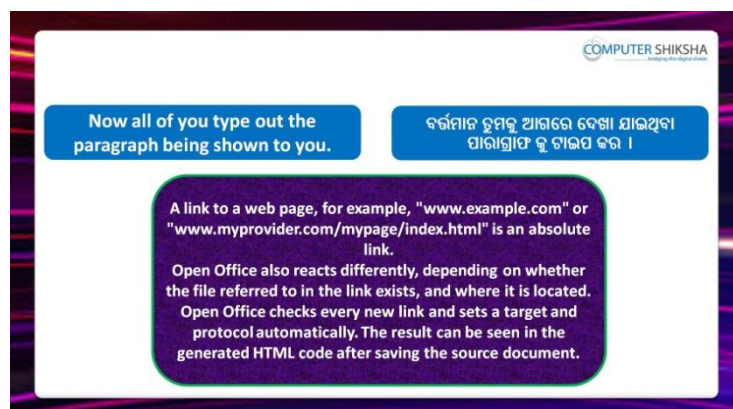 COMPUTER SHIKSHA
bridging the digital divide
Now all of you type out the
paragraph being shown to you.
ବର୍ତ୍ତମାନ ତୁମକୁ ଆଗରେ ଦେଖା ଯାଇଥିବା
ପାରାଗ୍ରାଫ କୁ ଟାଇପ କର ।
A link to a web page, for example, "www.example.com" or
"www.myprovider.com/mypage/index.html" is an absolute
link.
Open Office also reacts differently, depending on whether
the file referred to in the link exists, and where it is located.
Open Office checks every new link and sets a target and
protocol automatically. The result can be seen in the
generated HTML code after saving the source document.